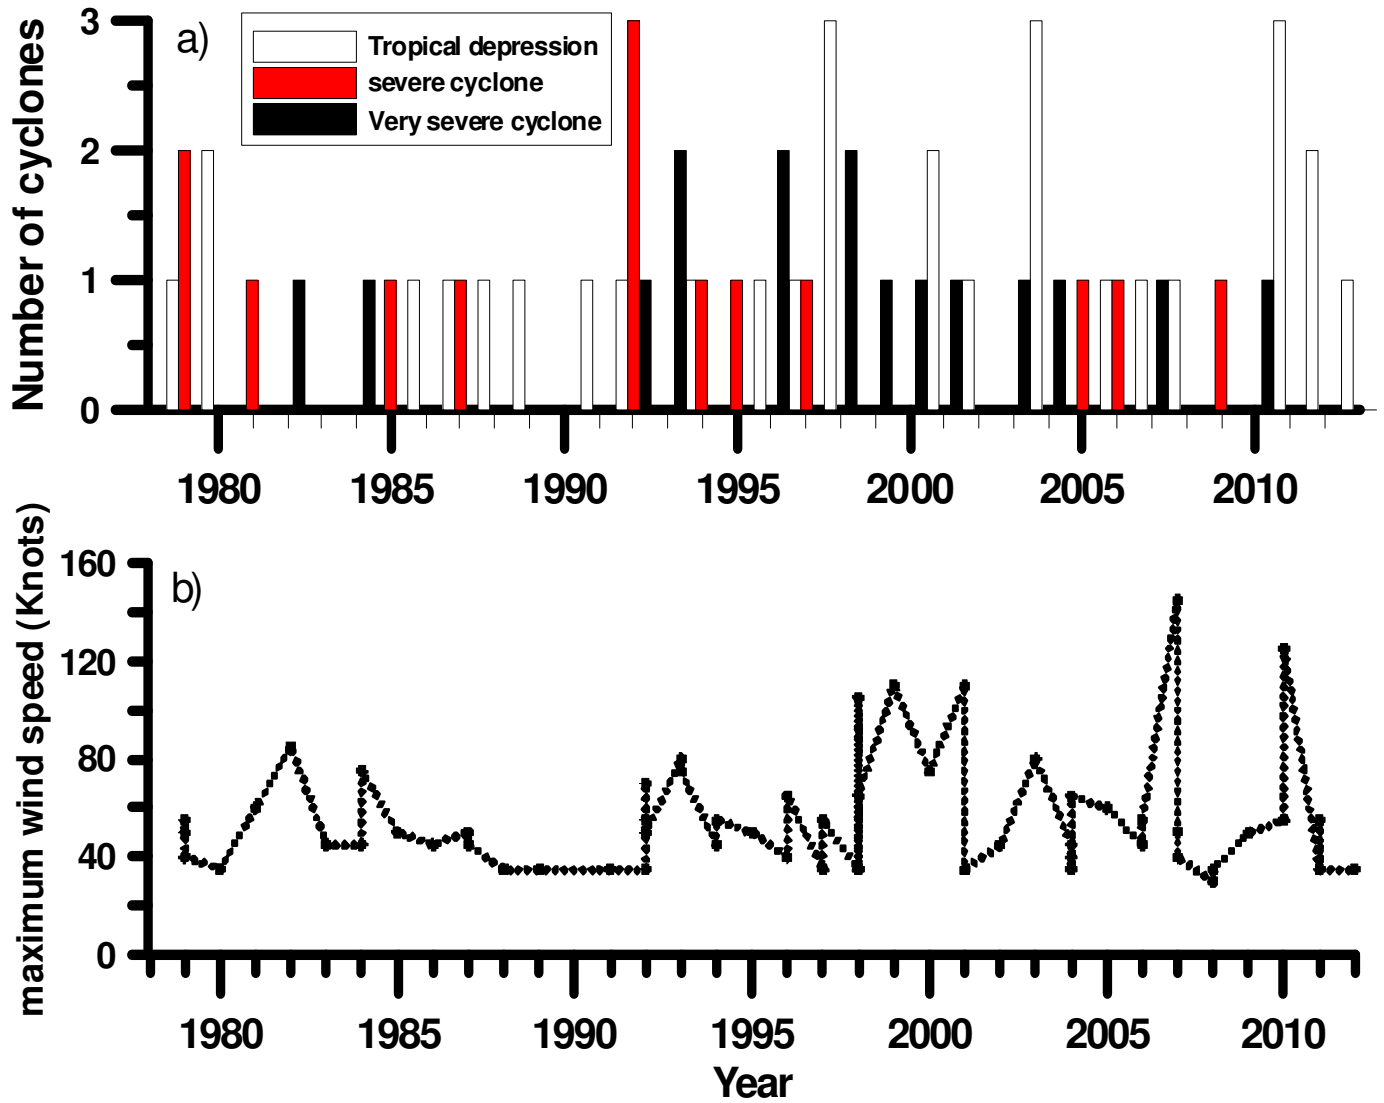 Number of cyclones
3
2
1
0
a)
Tropical depression
severe cyclone
Very severe cyclone
1980 1985 1990 1995 2000 2005 2010
maximum wind speed (Knots)
160
120
80
40
0
b)
1980 1985 1990 1995 2000 2005 2010
Year